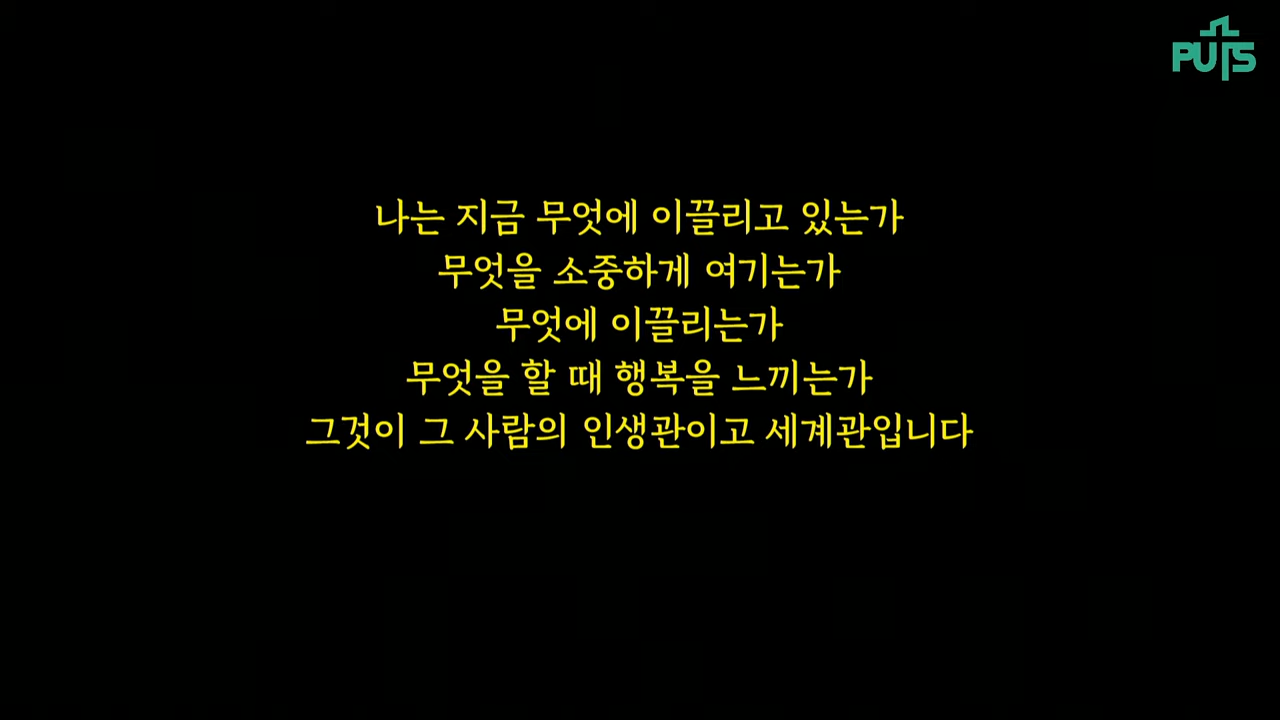 PUTS
나는 지금 무엇에 이끌리고 있는가
무엇을 소중하게 여기는가
무엇에 이끌리는가
무엇을 할 때 행복을 느끼는가
그것이 그 사람의 인생관이고 세계관입니다